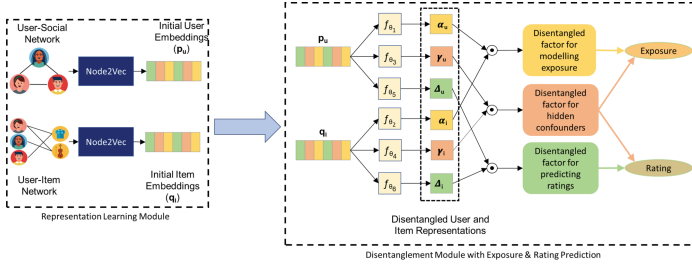 User-Social
Network
Node2Vec
Initial User
Embeddings
(pᵤ)
Node2Vec
User-Item
Network
Initial Item
Embeddings
(qᵢ)
Representation Learning Module
pᵤ
qᵢ
fθ₁
fθ₃
fθ₅
fθ₂
fθ₄
fθ₆
αᵤ
γᵤ
Δᵤ
αᵢ
γᵢ
Δᵢ
Disentangled User and
Item Representations
Disentangled
factor for
modelling
exposure
Disentangled
factor for
hidden
confounders
Disentangled
factor for
predicting
ratings
Exposure
Rating
Disentanglement Module with Exposure & Rating Prediction